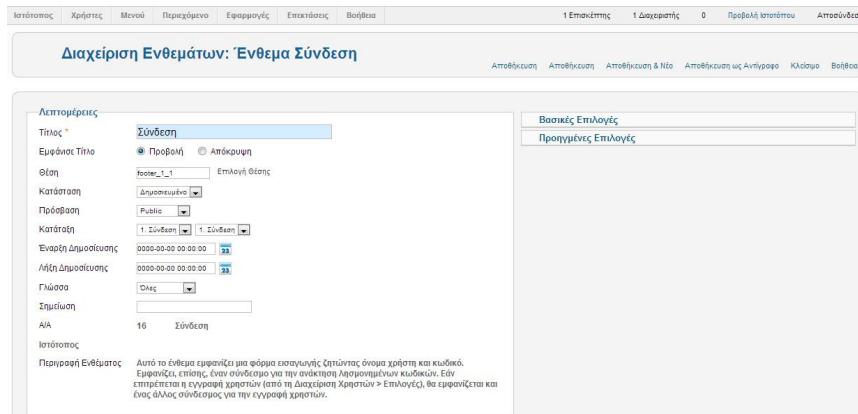 Ιστότοπος Χρήστες Μενού Περιεχόμενο Εφαρμογές Επεκτάσεις Βοήθεια 1 Επισκέπτης 1 Διαχειριστής 0 Προβολή Ιστοτόπου Αποσύνδεσ
Διαχείριση Ενθεμάτων: Ένθεμα Σύνδεση
Αποθήκευση Αποθήκευση Αποθήκευση & Νέο Αποθήκευση ως Αντίγραφο Κλείσιμο Βοήθεια
Λεπτομέρειες
Τίτλος * Σύνδεση
Εμφάνισε Τίτλο Προβολή Απόκρυψη
Θέση footer_1_1 Επιλογή Θέσης
Κατάσταση Δημοσιευμένο
Πρόσβαση Public
Κατάταξη 1. Σύνδεση 1. Σύνδεση
Έναρξη Δημοσίευσης 0000-00-00 00:00:00 23
Λήξη Δημοσίευσης 0000-00-00 00:00:00 23
Γλώσσα Όλες
Σημείωση
Α/Α 16 Σύνδεση
Ιστότοπος
Περιγραφή Ενθέματος Αυτό το ένθεμα εμφανίζει μια φόρμα εισαγωγής ζητώντας όνομα χρήστη και κωδικό.
Εμφανίζει, επίσης, έναν σύνδεσμο για την ανάκτηση λησμονημένων κωδικών. Εάν
επιτρέπεται η εγγραφή χρηστών (από τη Διαχείριση Χρηστών > Επιλογές), θα εμφανίζεται και
ένας άλλος σύνδεσμος για την εγγραφή χρηστών.
Βασικές Επιλογές
Προηγμένες Επιλογές